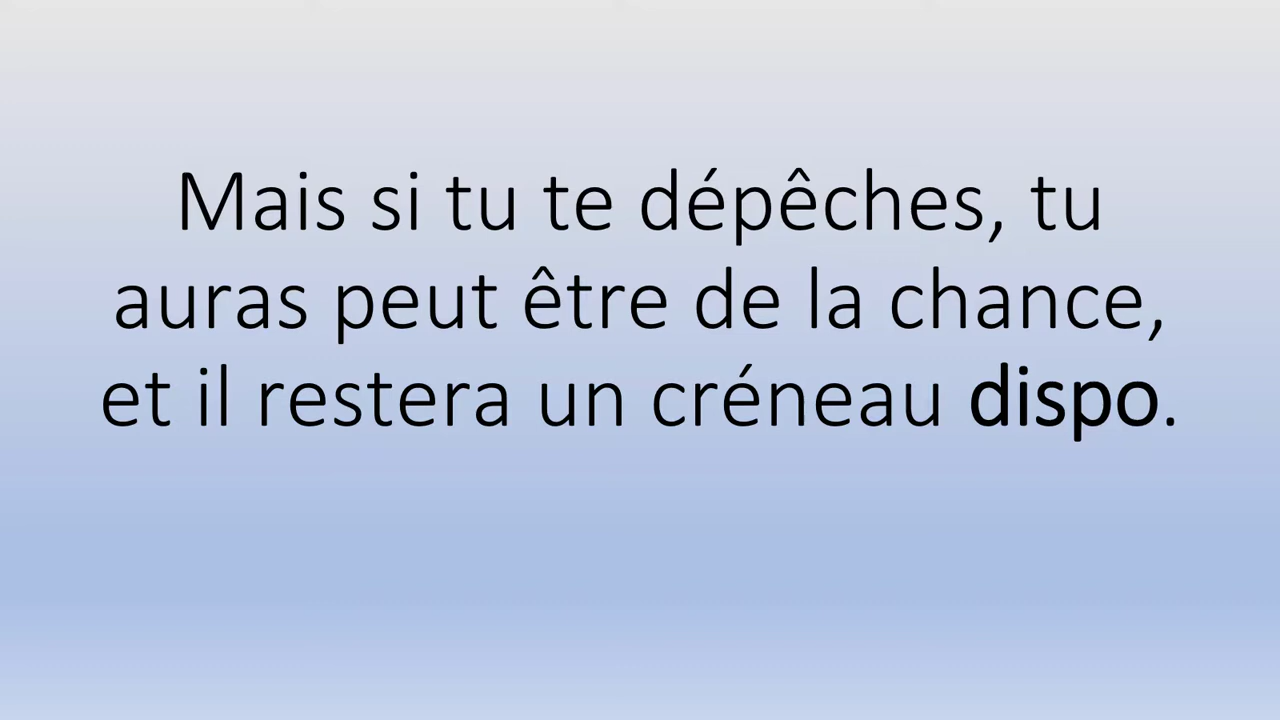 Mais si tu te dépêches, tu
auras peut être de la chance,
et il restera un créneau dispo.